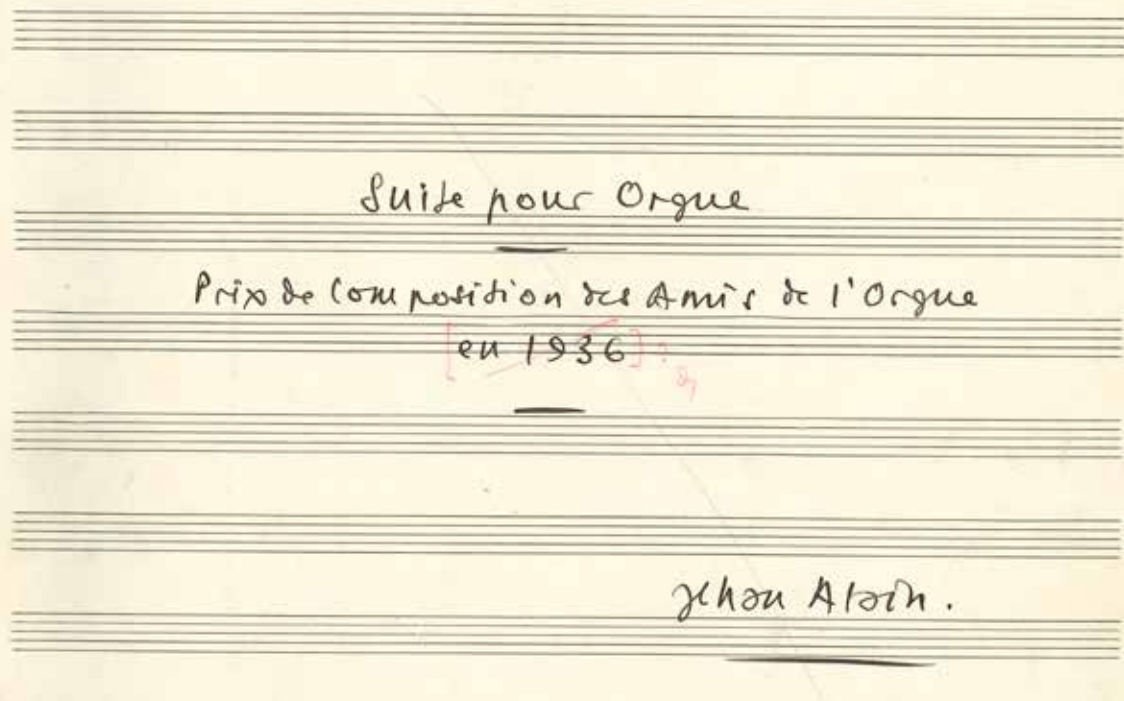 Suite pour Orgue
Prix de Composition des Amis de l'Orgue
[en 1936] ?
Jehan Alain.